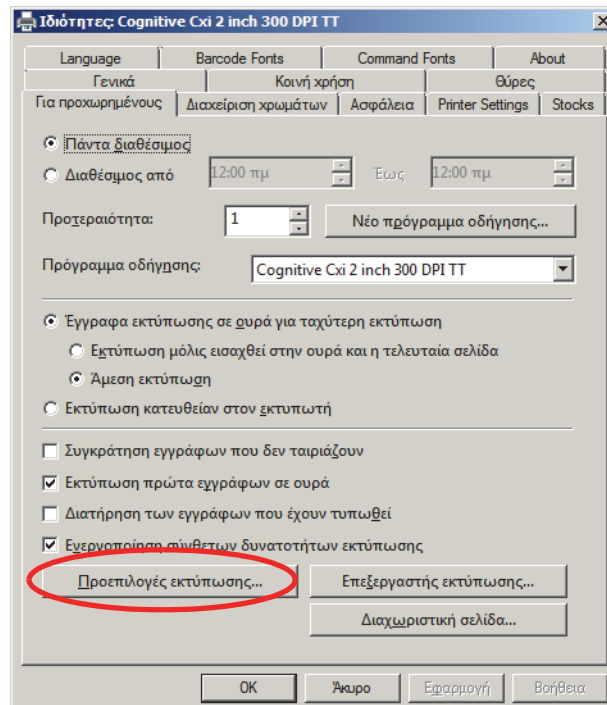 Ιδιότητες: Cognitive Cxi 2 inch 300 DPI TT
Language Barcode Fonts Command Fonts About
Γενικά Κοινή χρήση Θύρες
Για προχωρημένους Διαχείριση χρωμάτων Ασφάλεια Printer Settings Stocks
Πάντα διαθέσιμος
Διαθέσιμος από 12:00 πμ Έως 12:00 πμ
Προτεραιότητα: 1 Νέο πρόγραμμα οδήγησης...
Πρόγραμμα οδήγησης: Cognitive Cxi 2 inch 300 DPI TT
Έγγραφα εκτύπωσης σε ουρά για ταχύτερη εκτύπωση
Εκτύπωση μόλις εισαχθεί στην ουρά και η τελευταία σελίδα
Άμεση εκτύπωση
Εκτύπωση κατευθείαν στον εκτυπωτή
Συγκράτηση εγγράφων που δεν ταιριάζουν
Εκτύπωση πρώτα εγγράφων σε ουρά
Διατήρηση των εγγράφων που έχουν τυπωθεί
Ενεργοποίηση σύνθετων δυνατοτήτων εκτύπωσης
Προεπιλογές εκτύπωσης... Επεξεργαστής εκτύπωσης...
Διαχωριστική σελίδα...
OK Άκυρο Εφαρμογή Βοήθεια